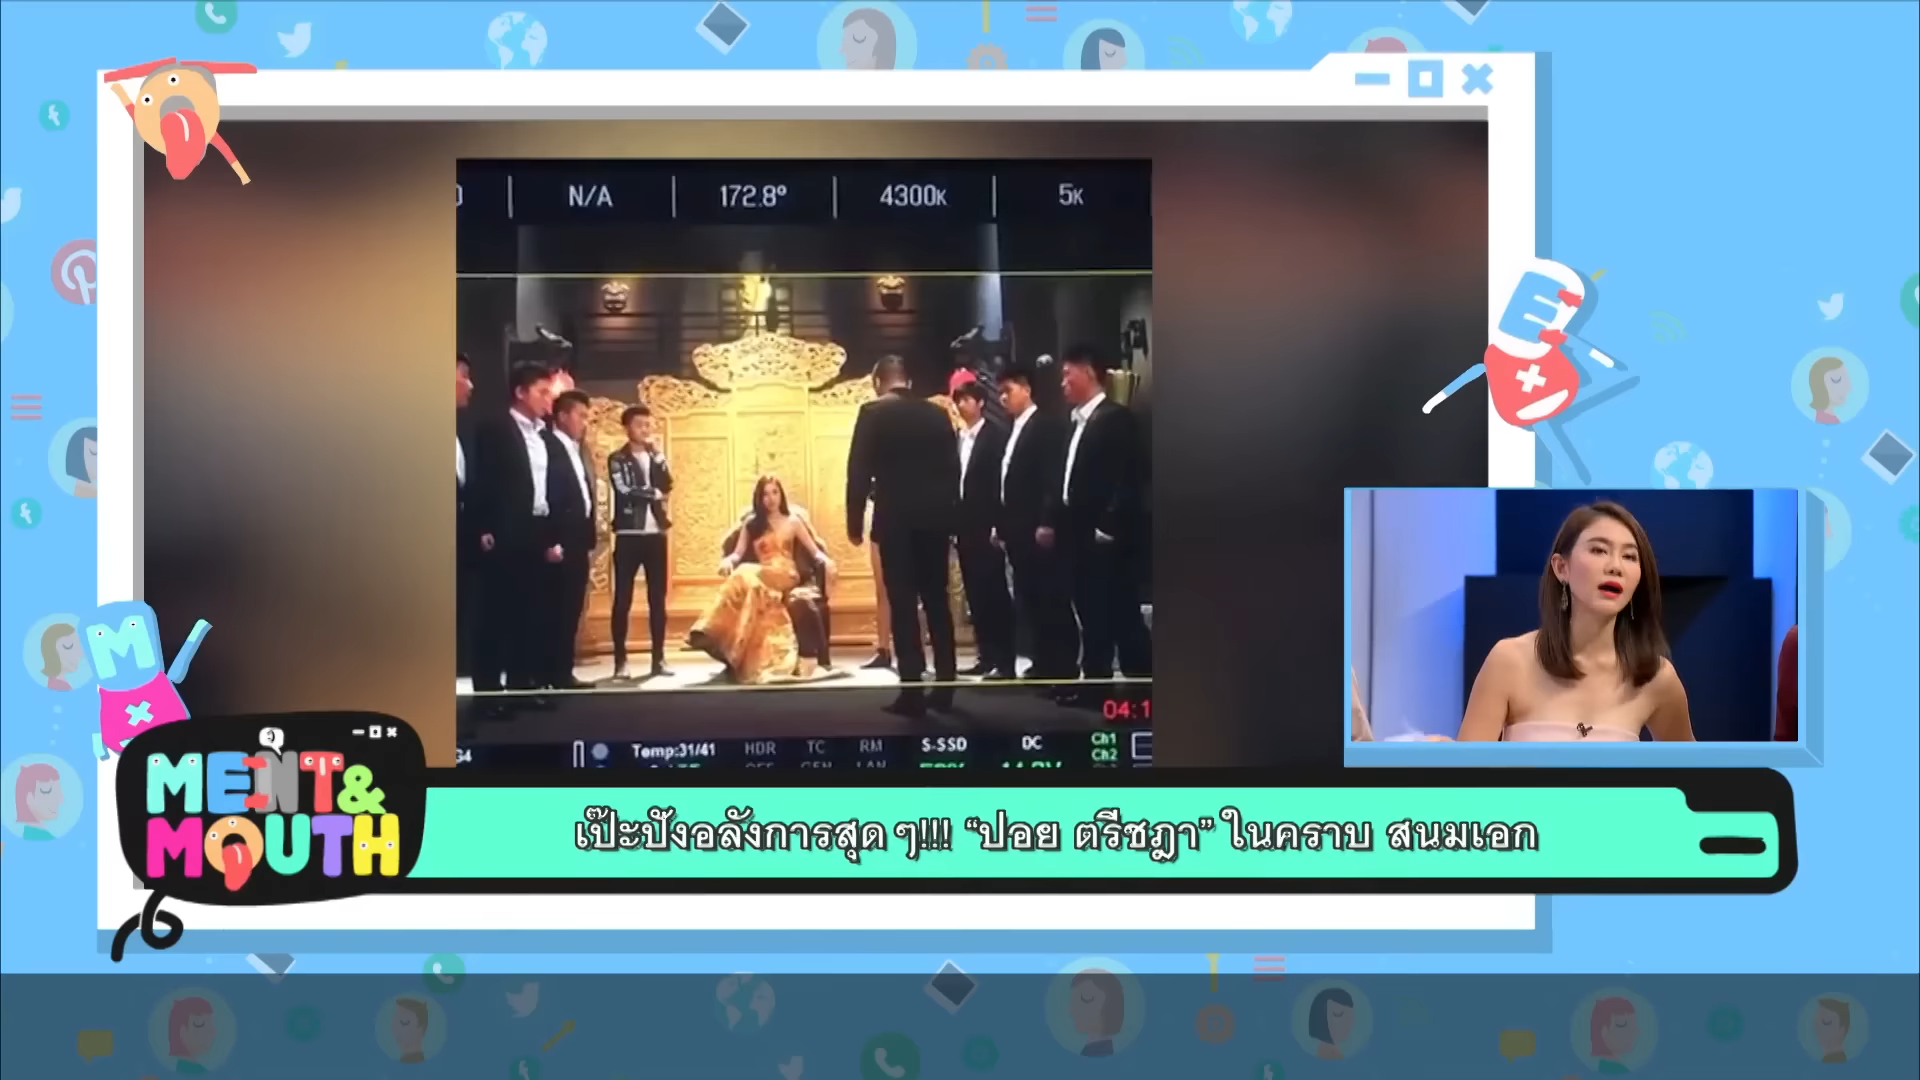 N/A 172.8º 4300K 5K
04:1
Temp:31/41 HDR TC RM S-SSD DC Ch1
Ch2
MENT&
MOUTH
เป๊ะปังอลังการสุดๆ!!! “ปอย ตรีชฎา” ในคราบ สนมเอก